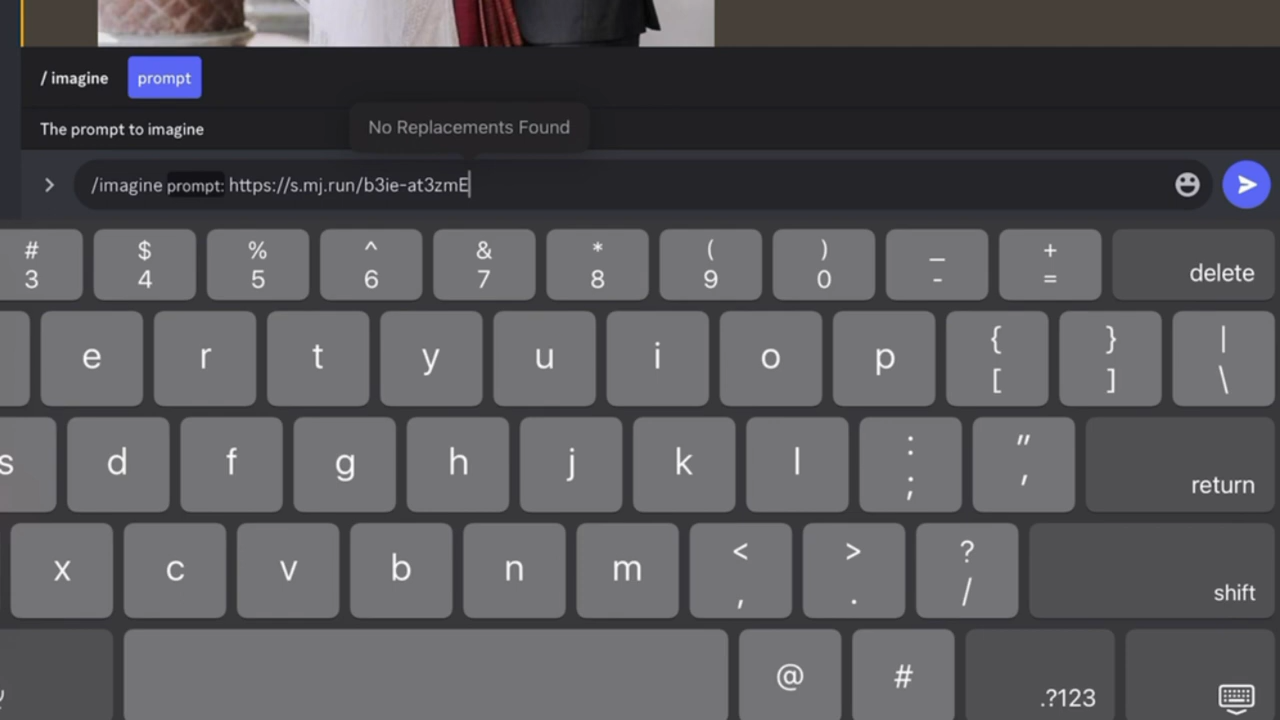 / imagine prompt
The prompt to imagine
No Replacements Found
/imagine prompt: https://s.mj.run/b3ie-at3zmE
# $ % ^ & * ( ) _ +
3 4 5 6 7 8 9 0 - = delete
e r t y u i o p { } |
[ ] \
s d f g h j k l : "
; ' return
x c v b n m < > ?
, . / shift
@ # .?123